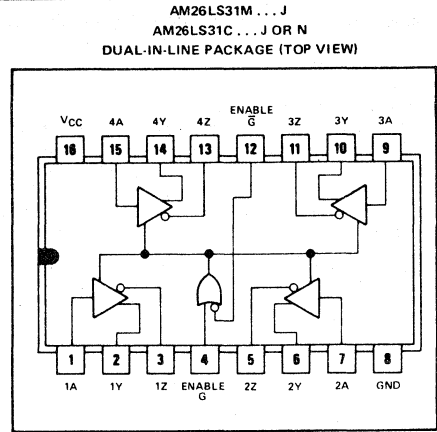 AM26LS31M . . . J
AM26LS31C . . . J OR N
DUAL-IN-LINE PACKAGE (TOP VIEW)
ENABLE
VCC 4A 4Y 4Z G̅ 3Z 3Y 3A
16 15 14 13 12 11 10 9
1 2 3 4 5 6 7 8
1A 1Y 1Z ENABLE 2Z 2Y 2A GND
G